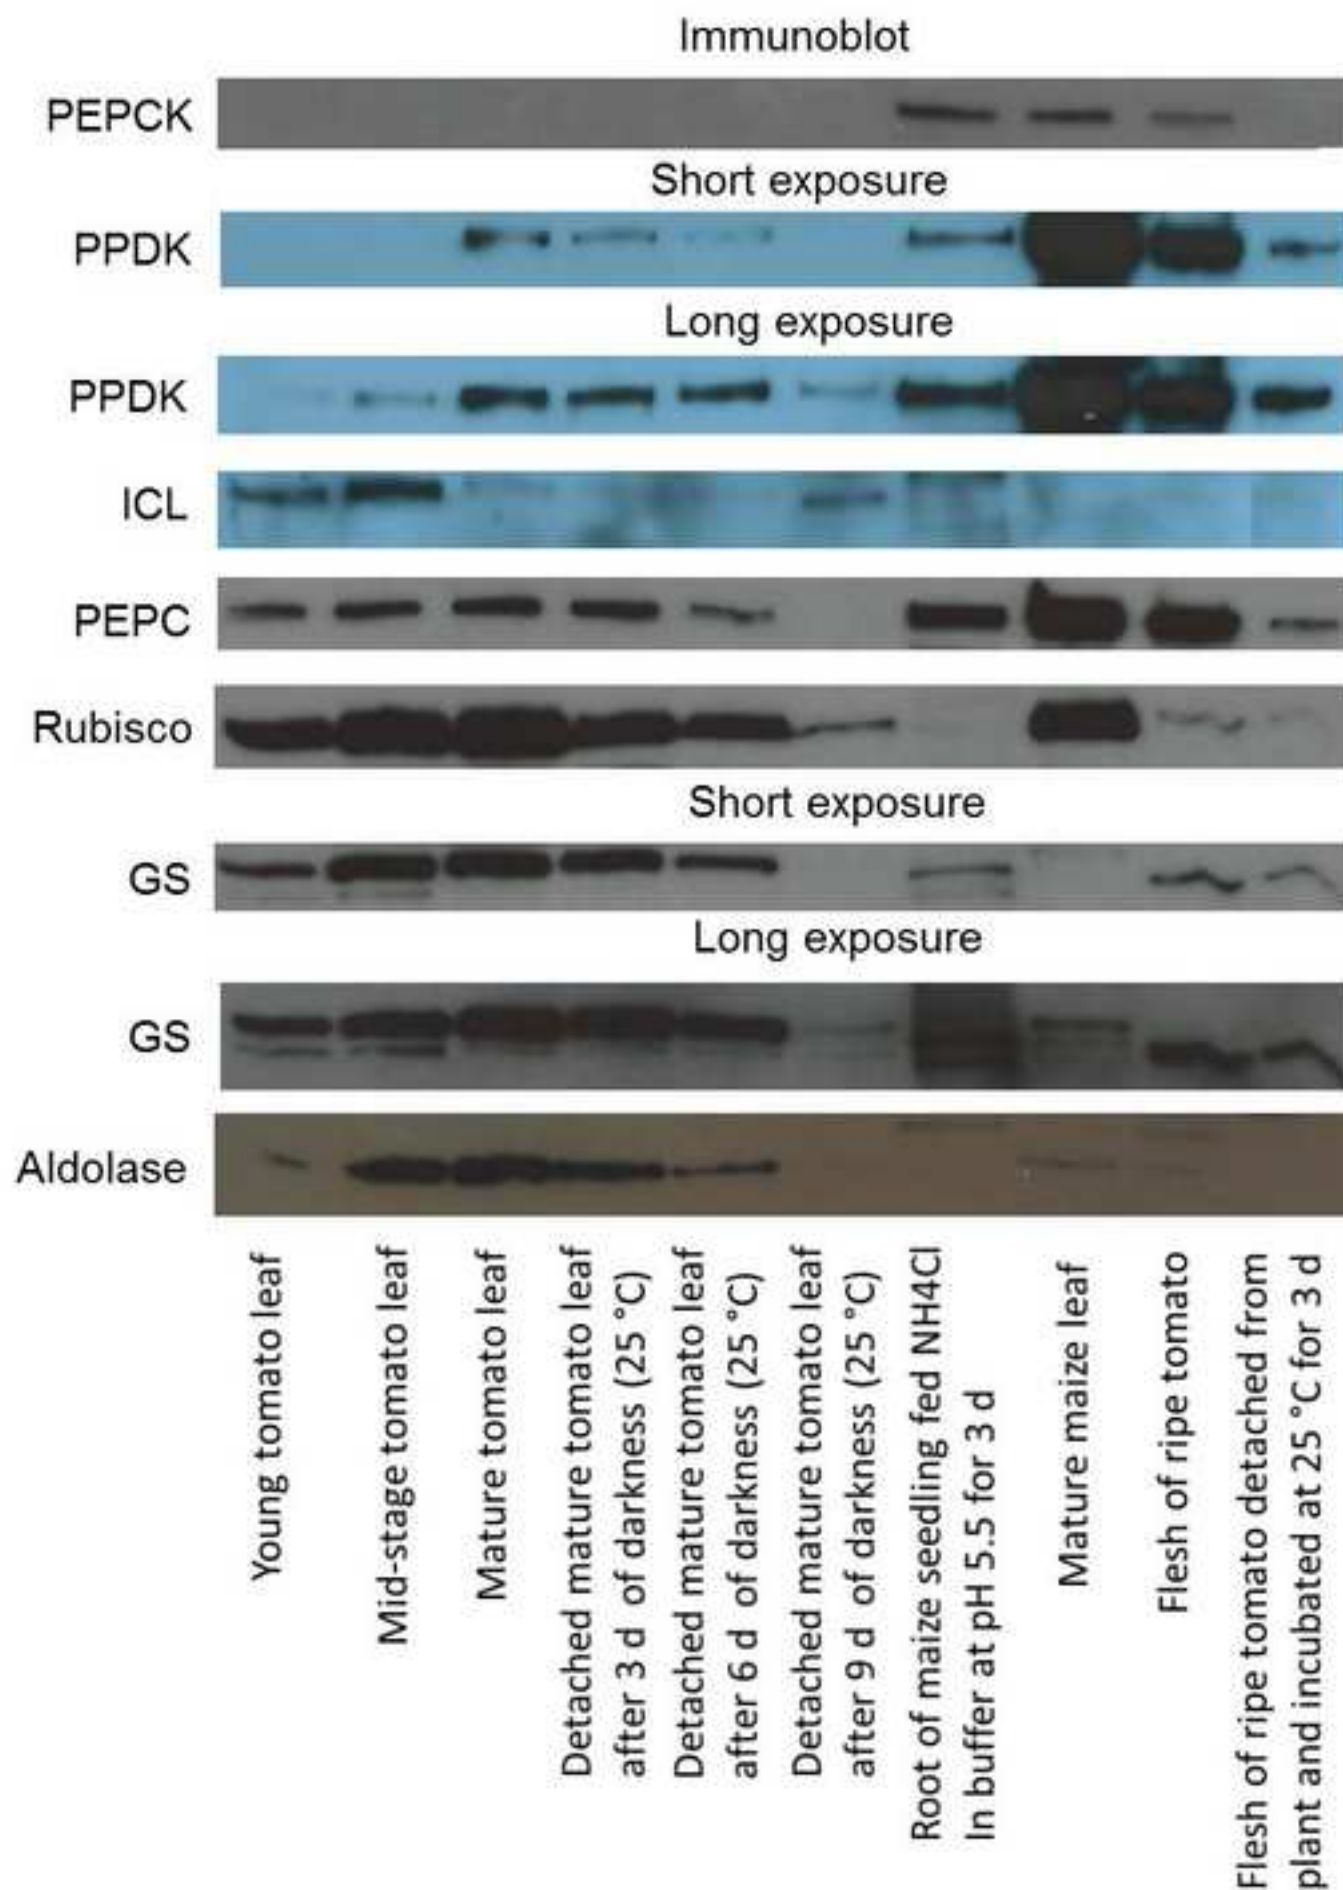 Immunoblot
PEPCK
Short exposure
PPDK
Long exposure
PPDK
ICL
PEPC
Rubisco
Short exposure
GS
Long exposure
GS
Aldolase
Young tomato leaf
Mid-stage tomato leaf
Mature tomato leaf
Detached mature tomato leaf
after 3 d of darkness (25 °C)
Detached mature tomato leaf
after 6 d of darkness (25 °C)
Detached mature tomato leaf
after 9 d of darkness (25 °C)
Root of maize seedling fed NH4Cl
In buffer at pH 5.5 for 3 d
Mature maize leaf
Flesh of ripe tomato
Flesh of ripe tomato detached from
plant and incubated at 25 °C for 3 d